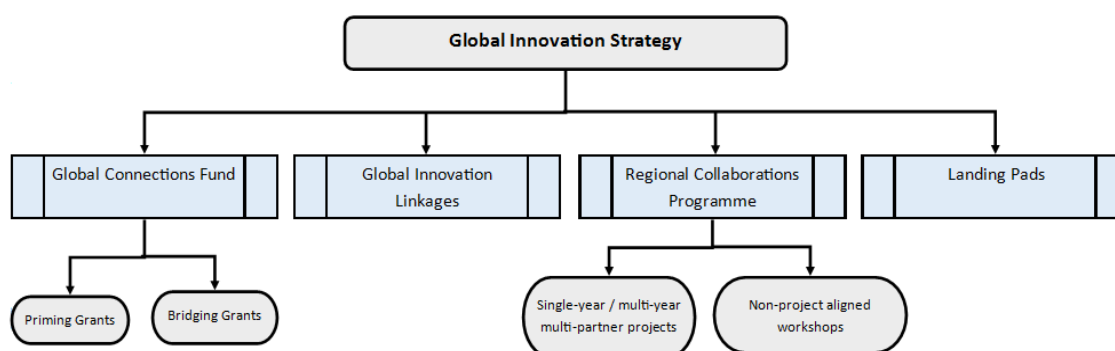 Global Innovation Strategy
Global Connections Fund
Global Innovation
Linkages
Regional Collaborations
Programme
Landing Pads
Priming Grants
Bridging Grants
Single-year / multi-year
multi-partner projects
Non-project aligned
workshops